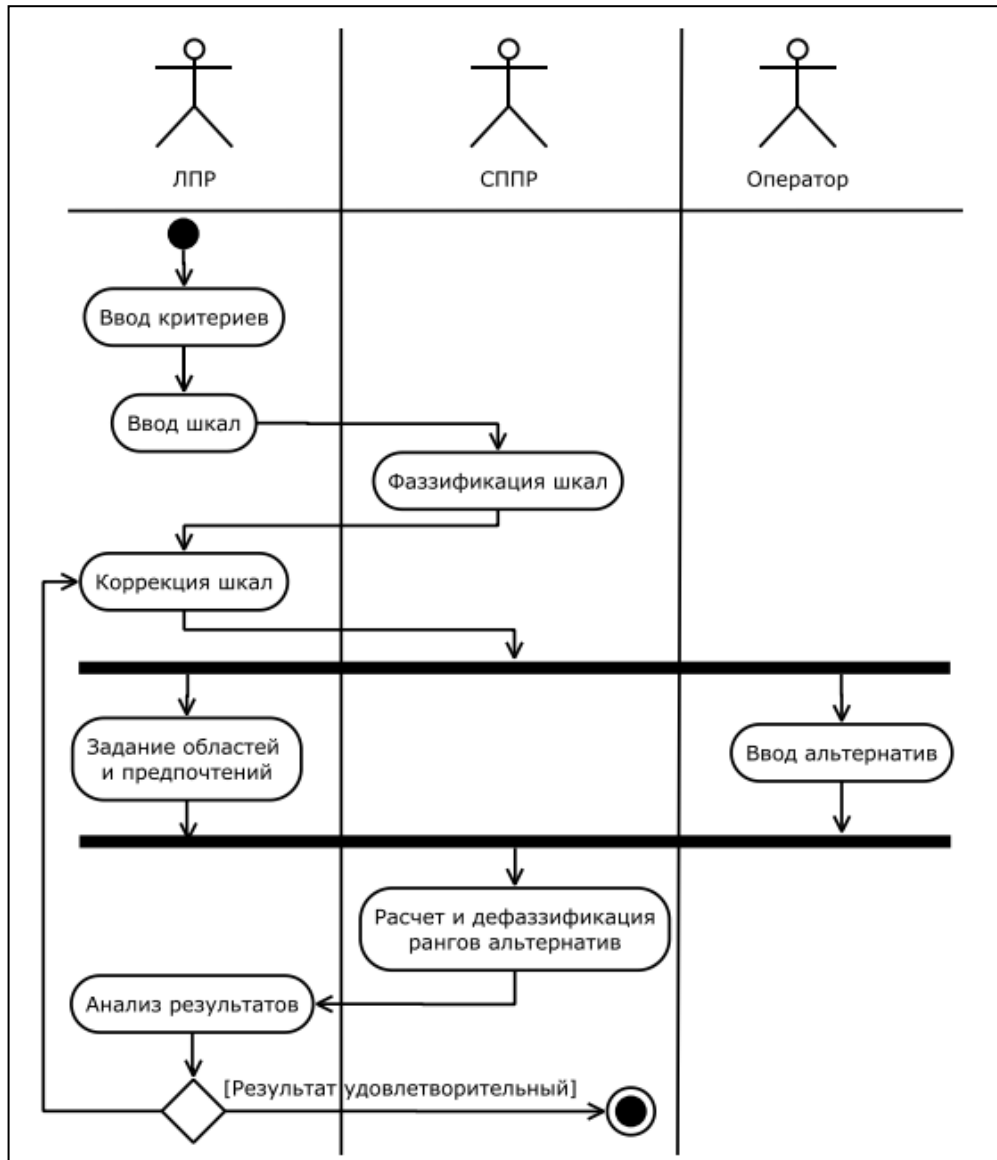 ЛПР
СППР
Оператор
Ввод критериев
Ввод шкал
Фаззификация шкал
Коррекция шкал
Задание областей
и предпочтений
Ввод альтернатив
Расчет и дефаззификация
рангов альтернатив
Анализ результатов
[Результат удовлетворительный]